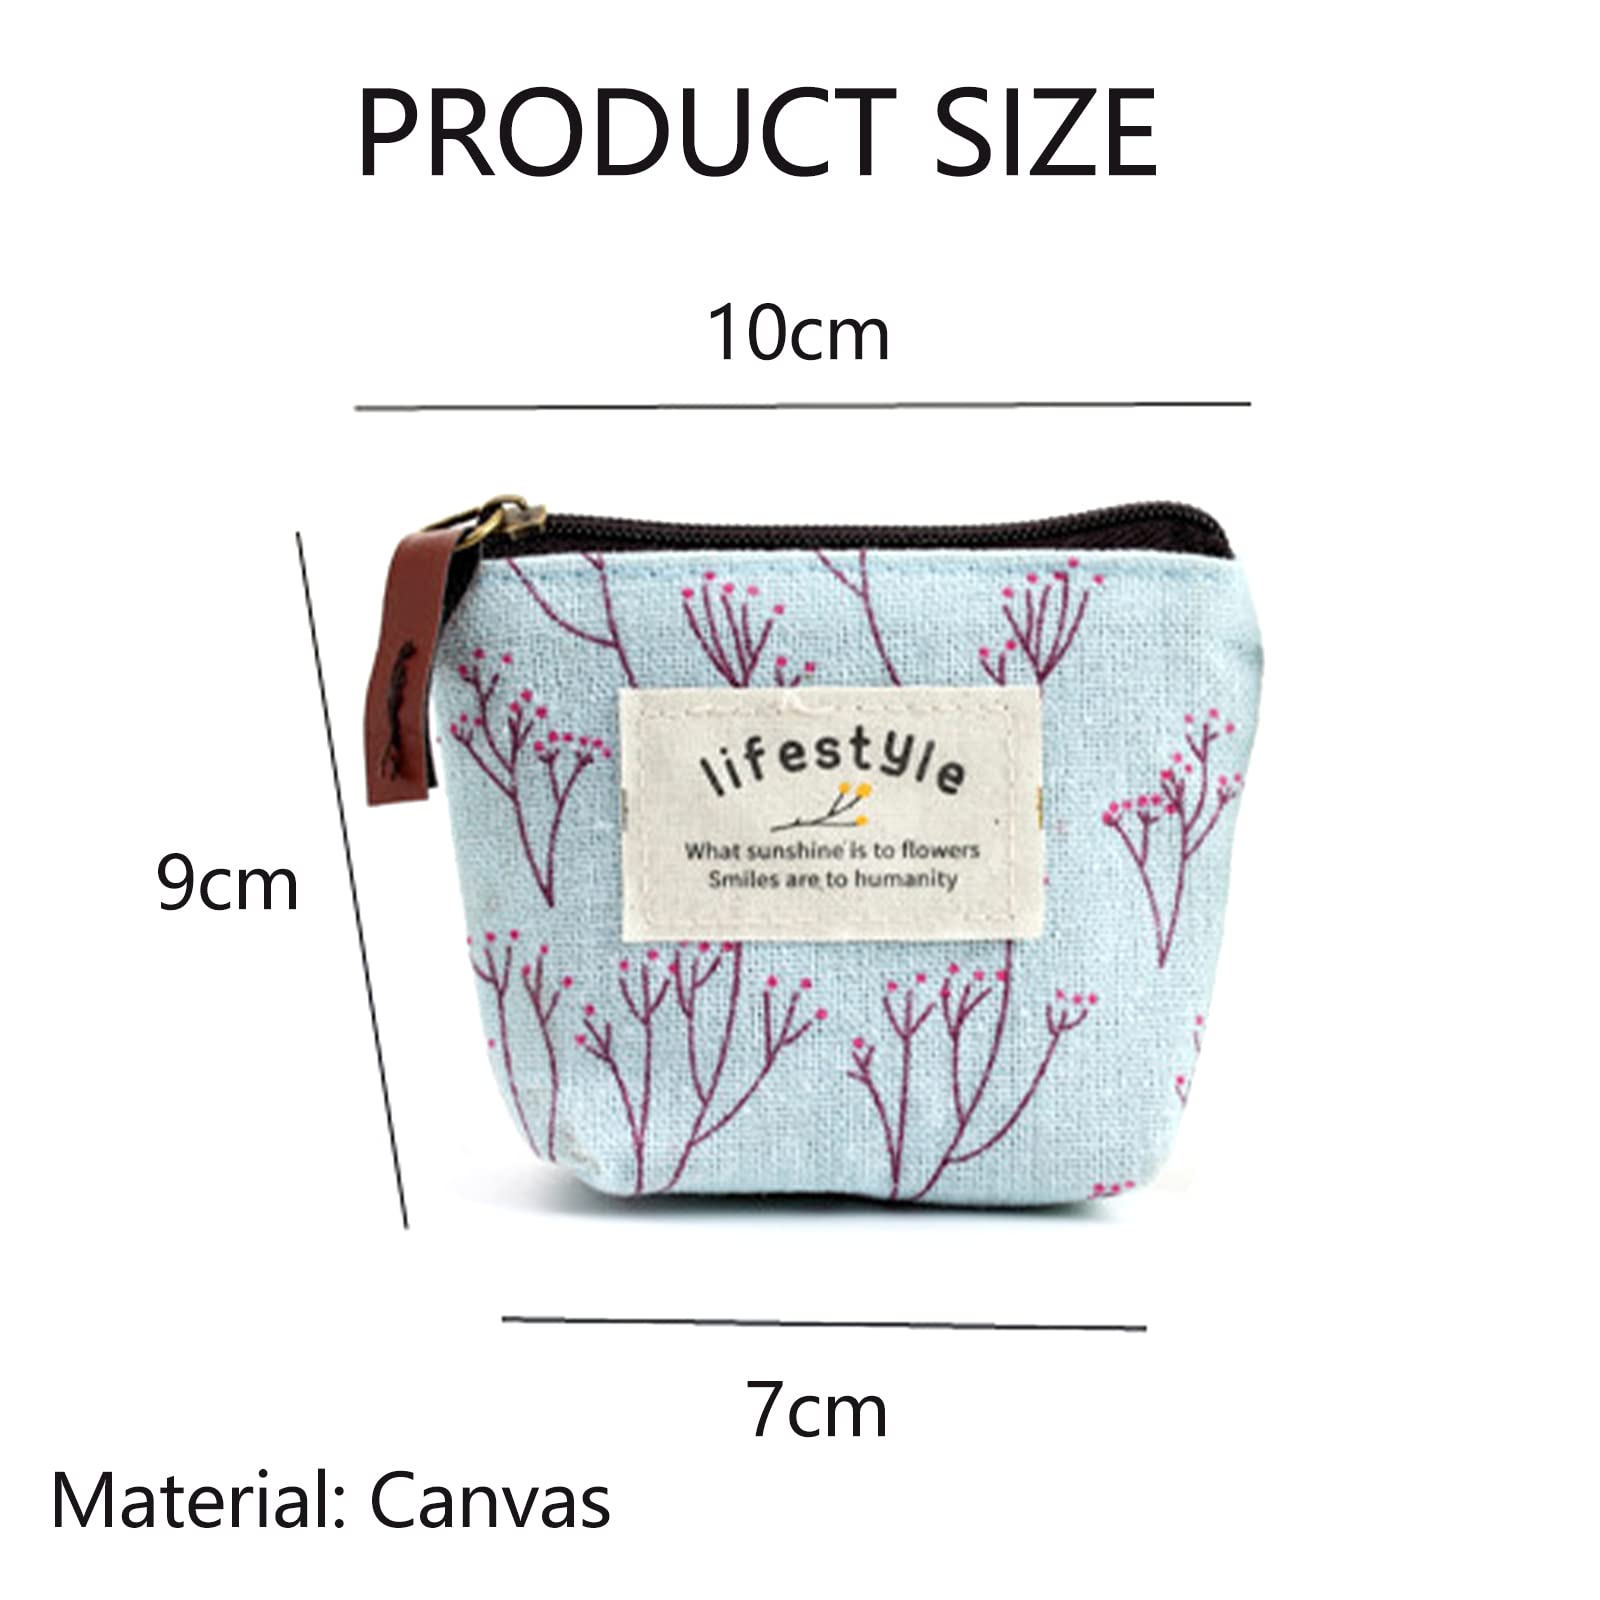 PRODUCT SIZE
10cm
lifestyle
What sunshine is to flowers
Smiles are to humanity
9cm
7cm
Material: Canvas